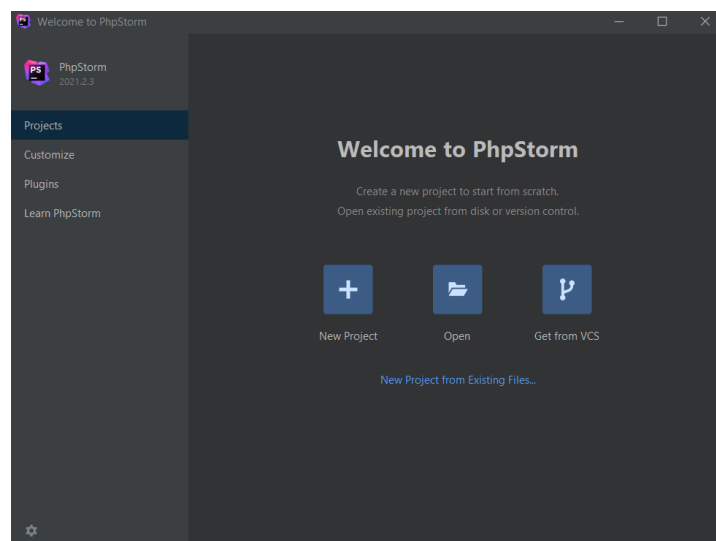 Welcome to PhpStorm
PhpStorm
2021.2.3
Projects
Customize
Plugins
Learn PhpStorm
Welcome to PhpStorm
Create a new project to start from scratch.
Open existing project from disk or version control.
New Project
Open
Get from VCS
New Project from Existing Files...